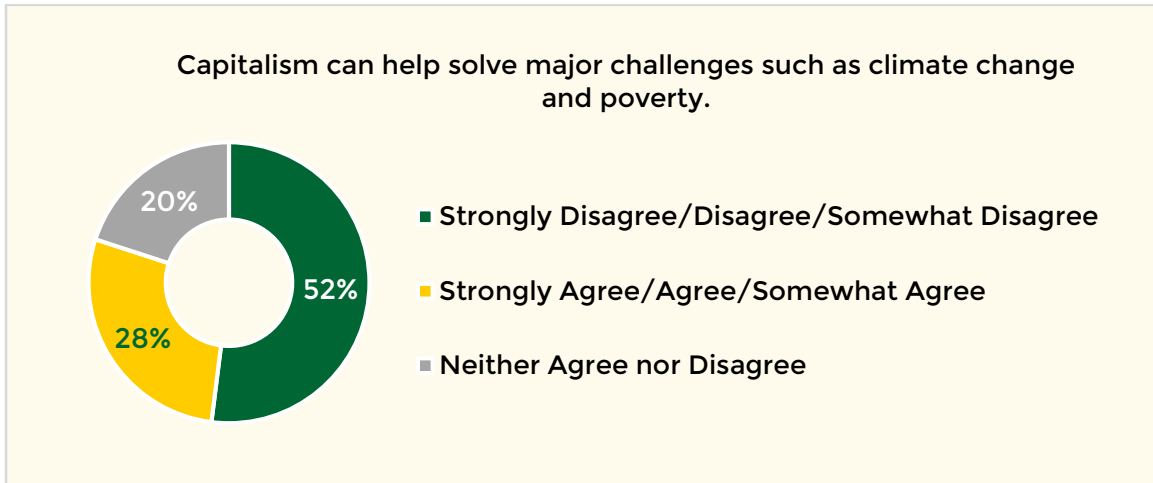 Capitalism can help solve major challenges such as climate change
and poverty.
20%
52%
28%
Strongly Disagree/Disagree/Somewhat Disagree
Strongly Agree/Agree/Somewhat Agree
Neither Agree nor Disagree